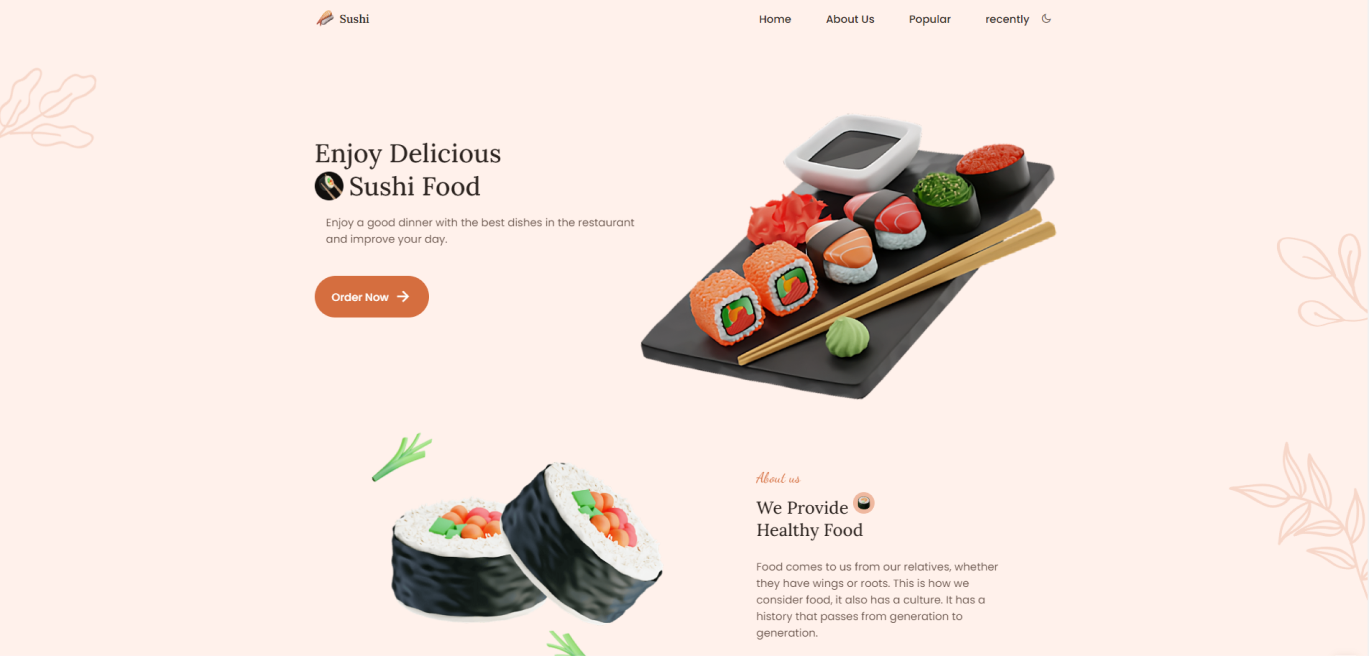 Sushi
Home
About Us
Popular
recently
Enjoy Delicious
Sushi Food
Enjoy a good dinner with the best dishes in the restaurant
and improve your day.
Order Now
About us
We Provide
Healthy Food
Food comes to us from our relatives, whether
they have wings or roots. This is how we
consider food, it also has a culture. It has a
history that passes from generation to
generation.